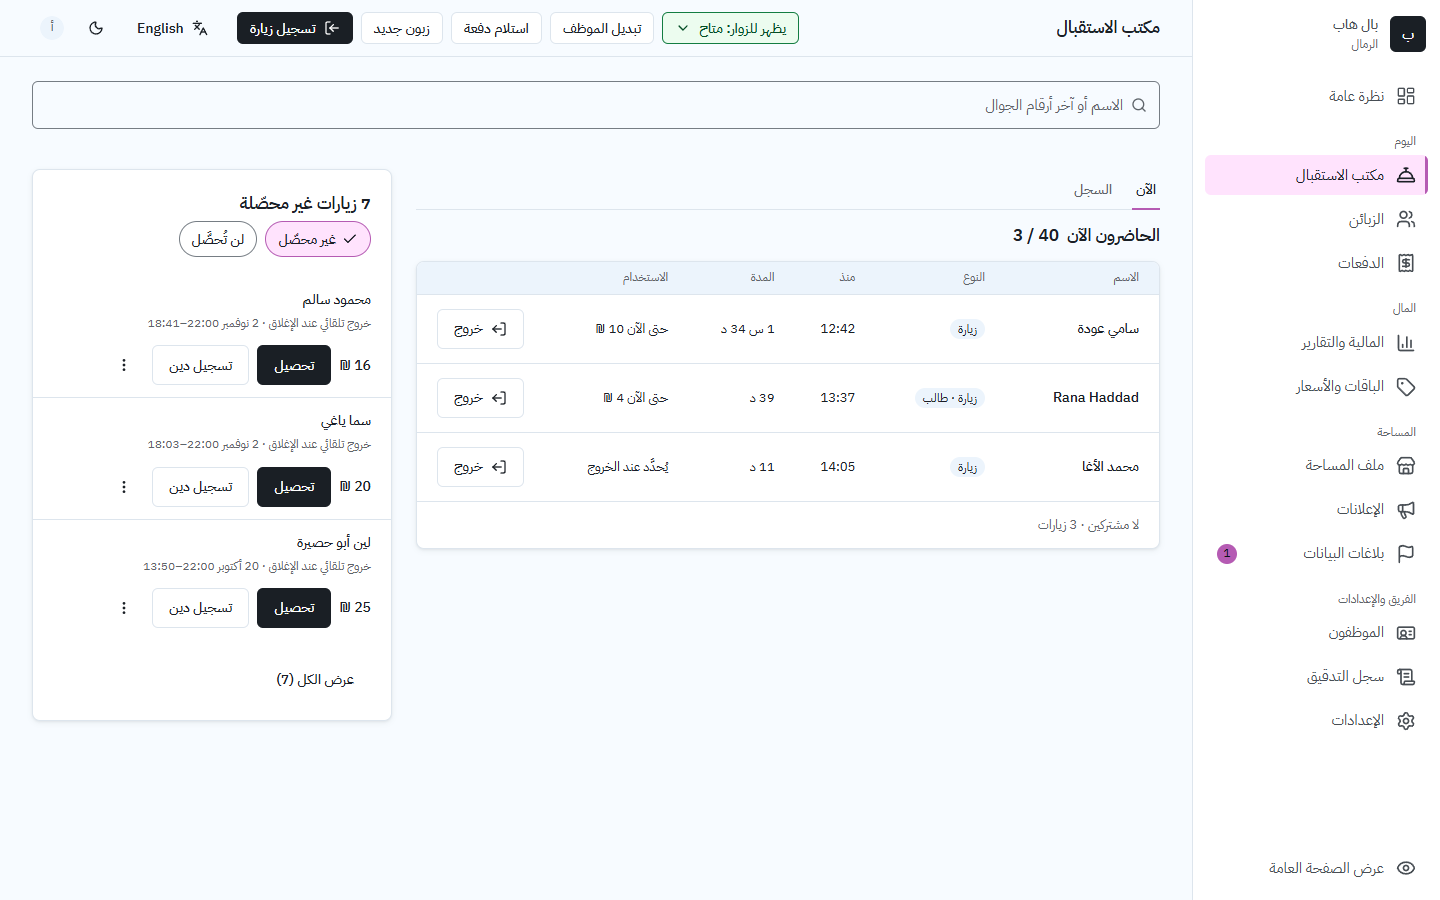 ب
بال هاب
الرمال
نظرة عامة
اليوم
مكتب الاستقبال
الزبائن
الدفعات
المال
المالية والتقارير
الباقات والأسعار
المساحة
ملف المساحة
الإعلانات
بلاغات البيانات
1
الفريق والإعدادات
الموظفون
سجل التدقيق
الإعدادات
عرض الصفحة العامة
مكتب الاستقبال
يظهر للزوار: متاح
تبديل الموظف
استلام دفعة
زبون جديد
تسجيل زيارة
English
أ
الاسم أو آخر أرقام الجوال
الآن
السجل
الحاضرون الآن 3 / 40
الاسم النوع منذ المدة الاستخدام
سامي عودة زيارة 12:42 1 س 34 د حتى الآن 10 ₪ خروج
Rana Haddad زيارة · طالب 13:37 39 د حتى الآن 4 ₪ خروج
محمد الأغا زيارة 14:05 11 د يُحدَّد عند الخروج خروج
لا مشتركين · 3 زيارات
7 زيارات غير محصّلة
غير محصّل
لن تُحصَّل
محمود سالم
خروج تلقائي عند الإغلاق · 2 نوفمبر 22:00–18:41
16 ₪ تحصيل تسجيل دين
سما ياغي
خروج تلقائي عند الإغلاق · 2 نوفمبر 22:00–18:03
20 ₪ تحصيل تسجيل دين
لين أبو حصيرة
خروج تلقائي عند الإغلاق · 20 أكتوبر 22:00–13:50
25 ₪ تحصيل تسجيل دين
عرض الكل (7)